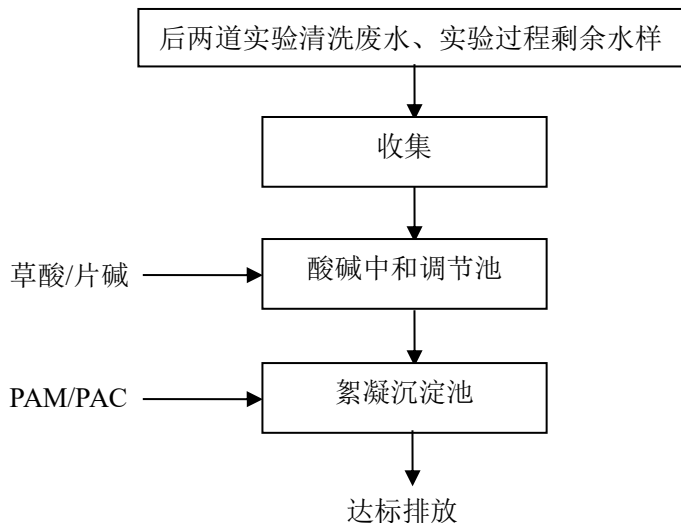 后两道实验清洗废水、实验过程剩余水样
收集
草酸/片碱
酸碱中和调节池
PAM/PAC
絮凝沉淀池
达标排放